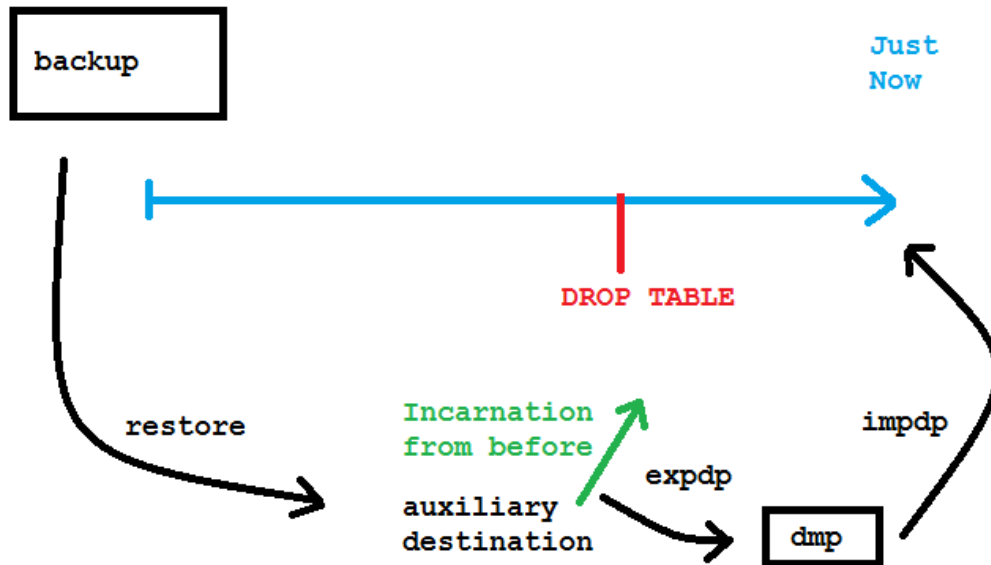 backup
Just
Now
DROP TABLE
restore
Incarnation
from before
impdp
expdp
auxiliary
destination
dmp